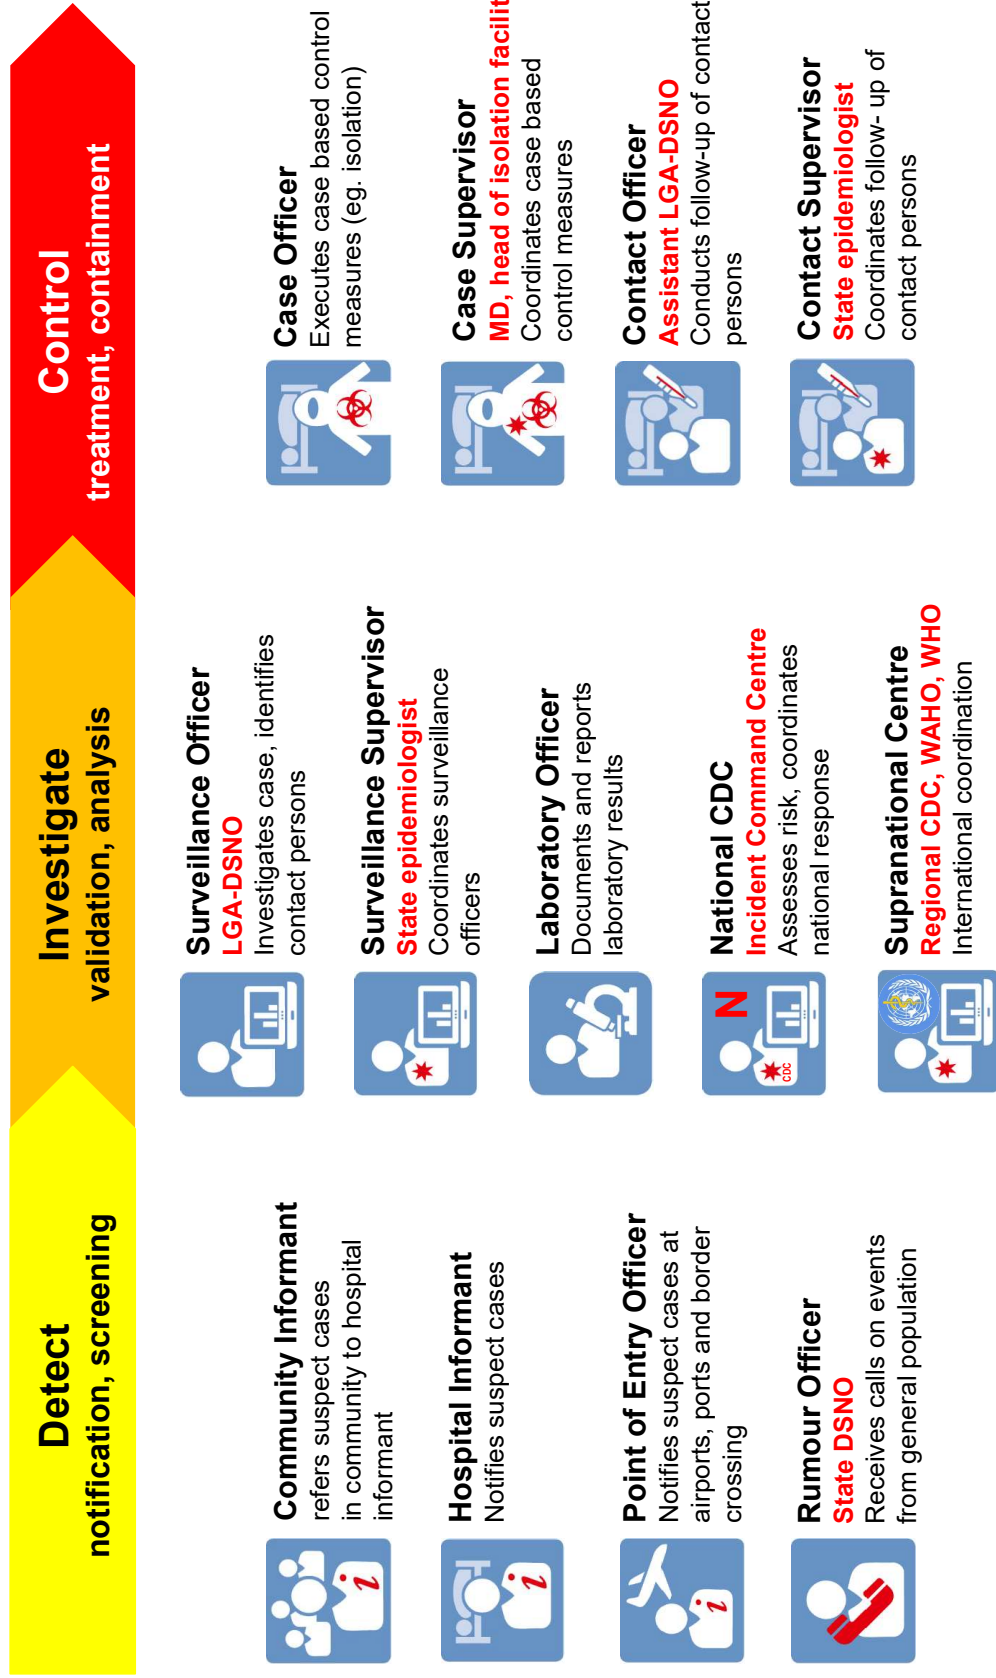 Detect
notification, screening
Investigate
validation, analysis
Control
treatment, containment
Community Informant
refers suspect cases
in community to hospital
informant
i
Hospital Informant
Notifies suspect cases
i
Point of Entry Officer
Notifies suspect cases at
airports, ports and border
crossing
i
Rumour Officer
State DSNO
Receives calls on events
from general population
Surveillance Officer
LGA-DSNO
Investigates case, identifies
contact persons
Surveillance Supervisor
State epidemiologist
Coordinates surveillance
officers
Laboratory Officer
Documents and reports
laboratory results
National CDC
Incident Command Centre
Assesses risk, coordinates
national response
N
CDC
Supranational Centre
Regional CDC, WAHO, WHO
International coordination
Case Officer
Executes case based control
measures (eg. isolation)
Case Supervisor
MD, head of isolation facilit
Coordinates case based
control measures
Contact Officer
Assistant LGA-DSNO
Conducts follow-up of contact
persons
Contact Supervisor
State epidemiologist
Coordinates follow- up of
contact persons